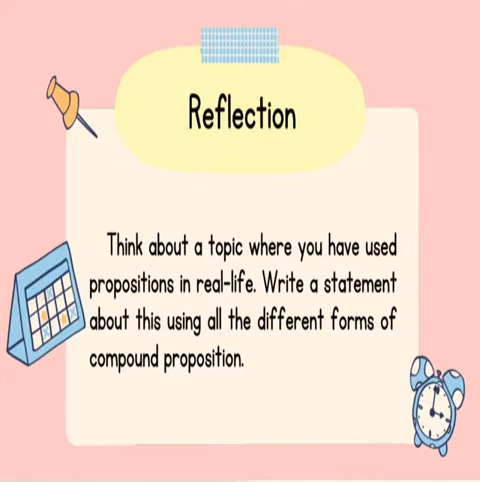 Reflection
Think about a topic where you have used
propositions in real-life. Write a statement
about this using all the different forms of
compound proposition.